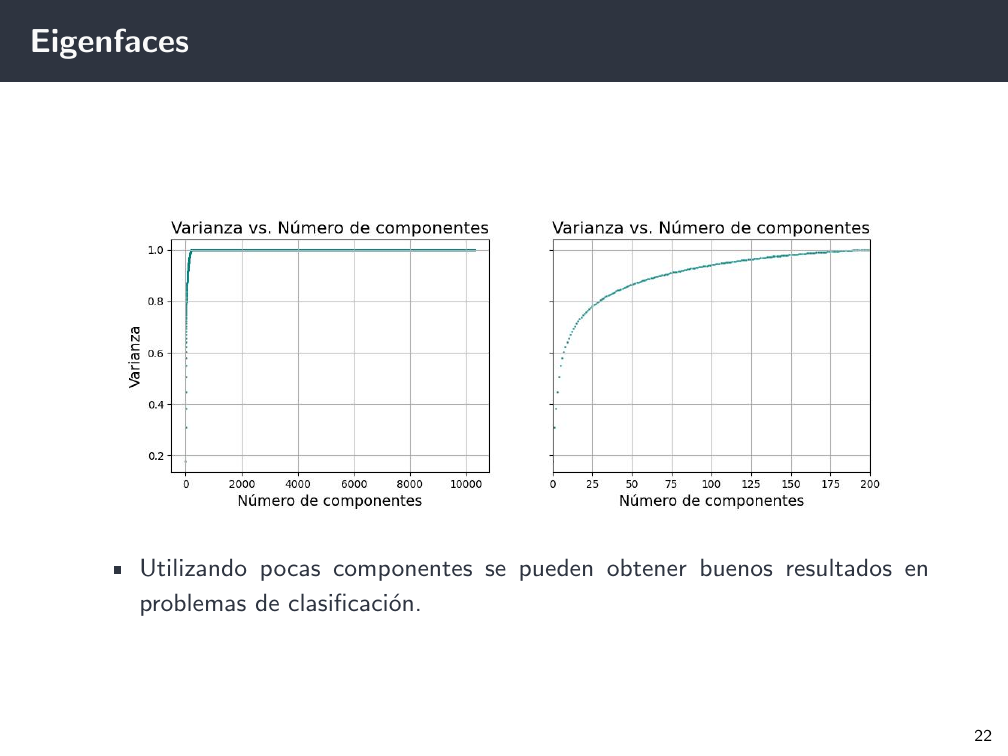 Eigenfaces
Varianza vs. Número de componentes
1.0
0.8
0.6
0.4
0.2
Varianza
0 2000 4000 6000 8000 10000
Número de componentes
Varianza vs. Número de componentes
0 25 50 75 100 125 150 175 200
Número de componentes
Utilizando pocas componentes se pueden obtener buenos resultados en
problemas de clasificación.
22